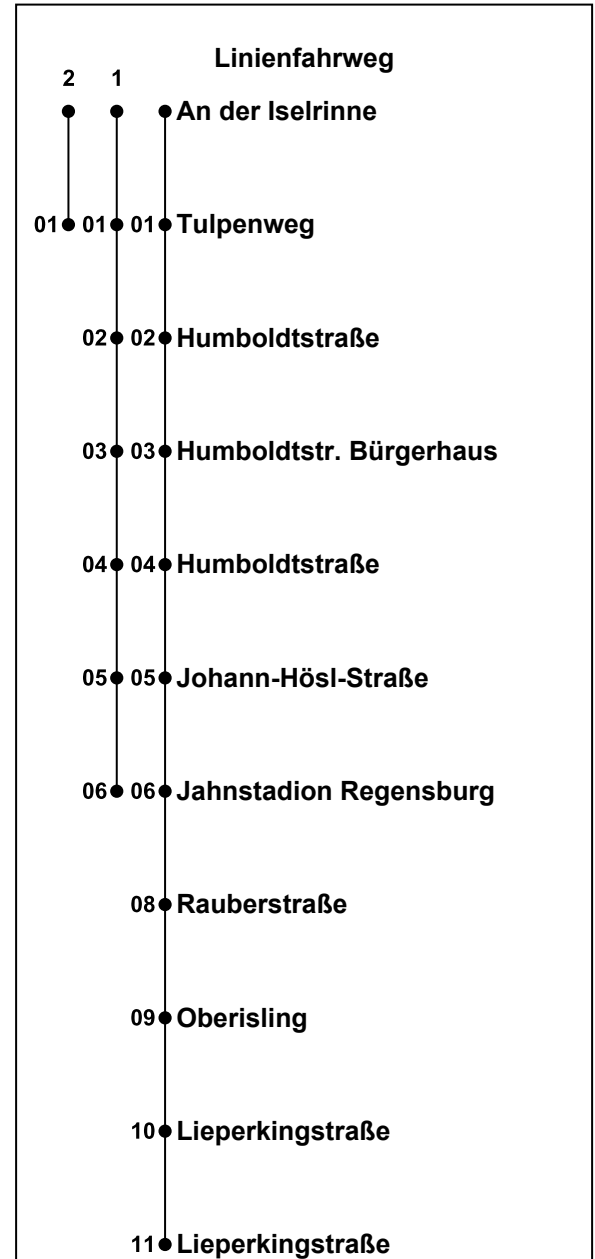 Linienfahrweg
2 1
An der Iselrinne
01 01 01 Tulpenweg
02 02 Humboldtstraße
03 03 Humboldtstr. Bürgerhaus
04 04 Humboldtstraße
05 05 Johann-Hösl-Straße
06 06 Jahnstadion Regensburg
08 Rauberstraße
09 Oberisling
10 Lieperkingstraße
11 Lieperkingstraße